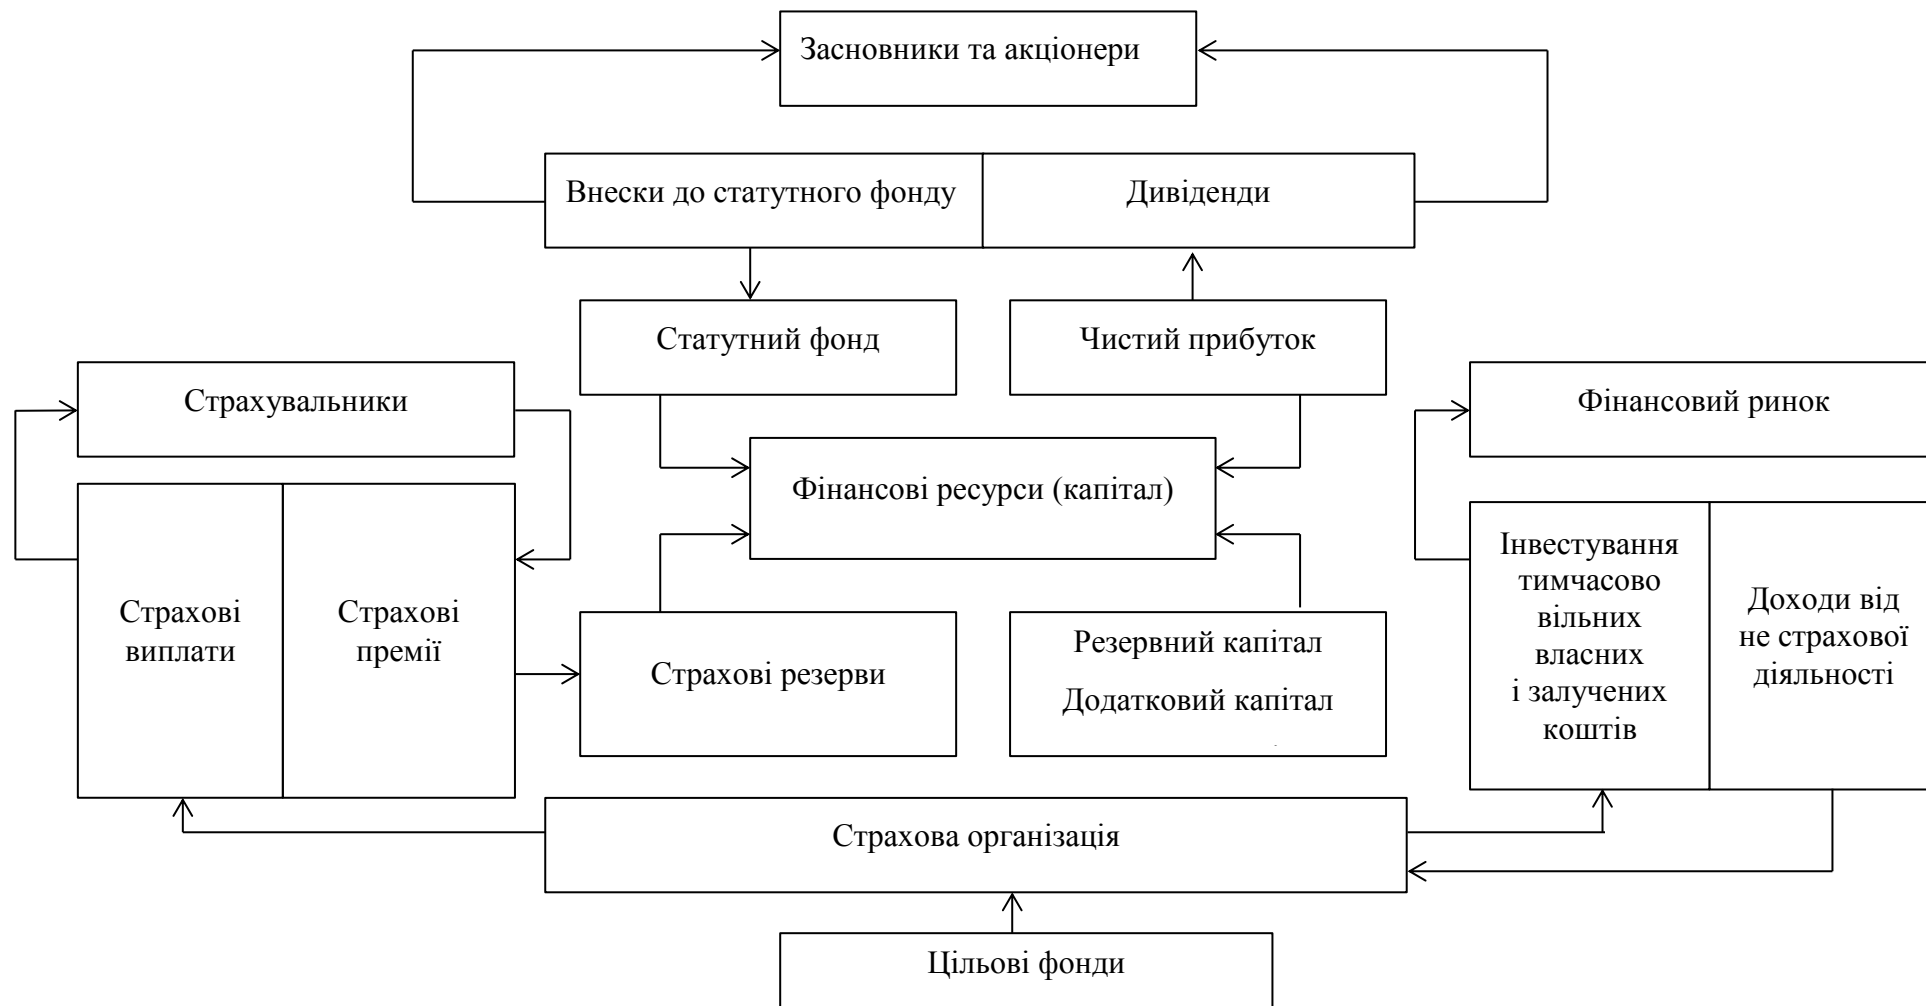 Засновники та акціонери
Внески до статутного фонду
Дивіденди
Статутний фонд
Чистий прибуток
Страхувальники
Фінансовий ринок
Фінансові ресурси (капітал)
Страхові
виплати
Страхові
премії
Страхові резерви
Резервний капітал
Додатковий капітал
Інвестування
тимчасово
вільних
власних
і залучених
коштів
Доходи від
не страхової
діяльності
Страхова організація
Цільові фонди